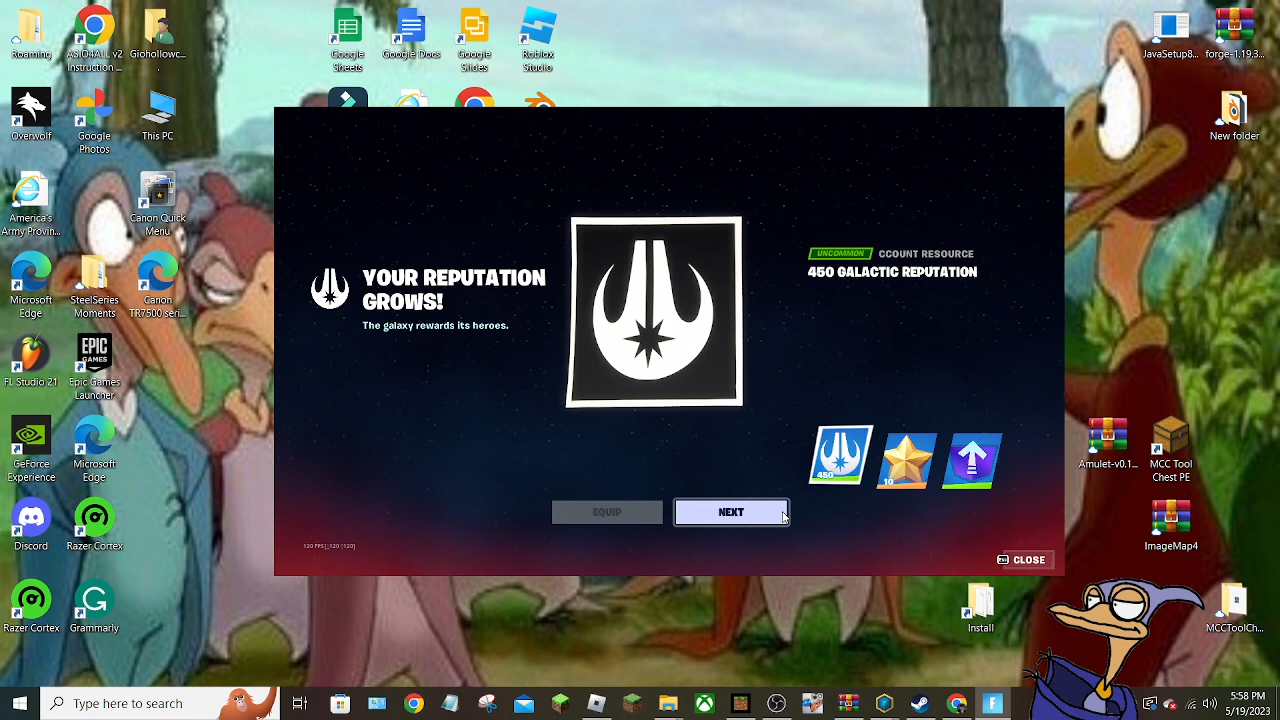 Roaming
ASIDWAIL v2 instruction ...
Giohollowc...
.
Google Sheets
Google Docs
Google Slides
Roblox Studio
JavaSetup8...
forge-1.19.3...
Overwolf
Google Photos
This PC
New folder
America's Army Provin...
Canon Quick Menu
Microsoft Edge
SteelSeries Moments
Canon TR7500 seri...
FL Studio 21
EPIC GAMES
Epic Games Launcher
GeForce Experience
Microsoft Edge
Discord
Razer Cortex
Razer Cortex
Grammarly
YOUR REPUTATION
GROWS!
The galaxy rewards its heroes.
UNCOMMON CCOUNT RESOURCE
450 GALACTIC REPUTATION
450
10
EQUIP
NEXT
CLOSE
Amulet-v0.1...
MCC Tool Chest PE
ImageMap4
Install
MCCToolCh...
Type here to search
5:58 PM
5/19/2023